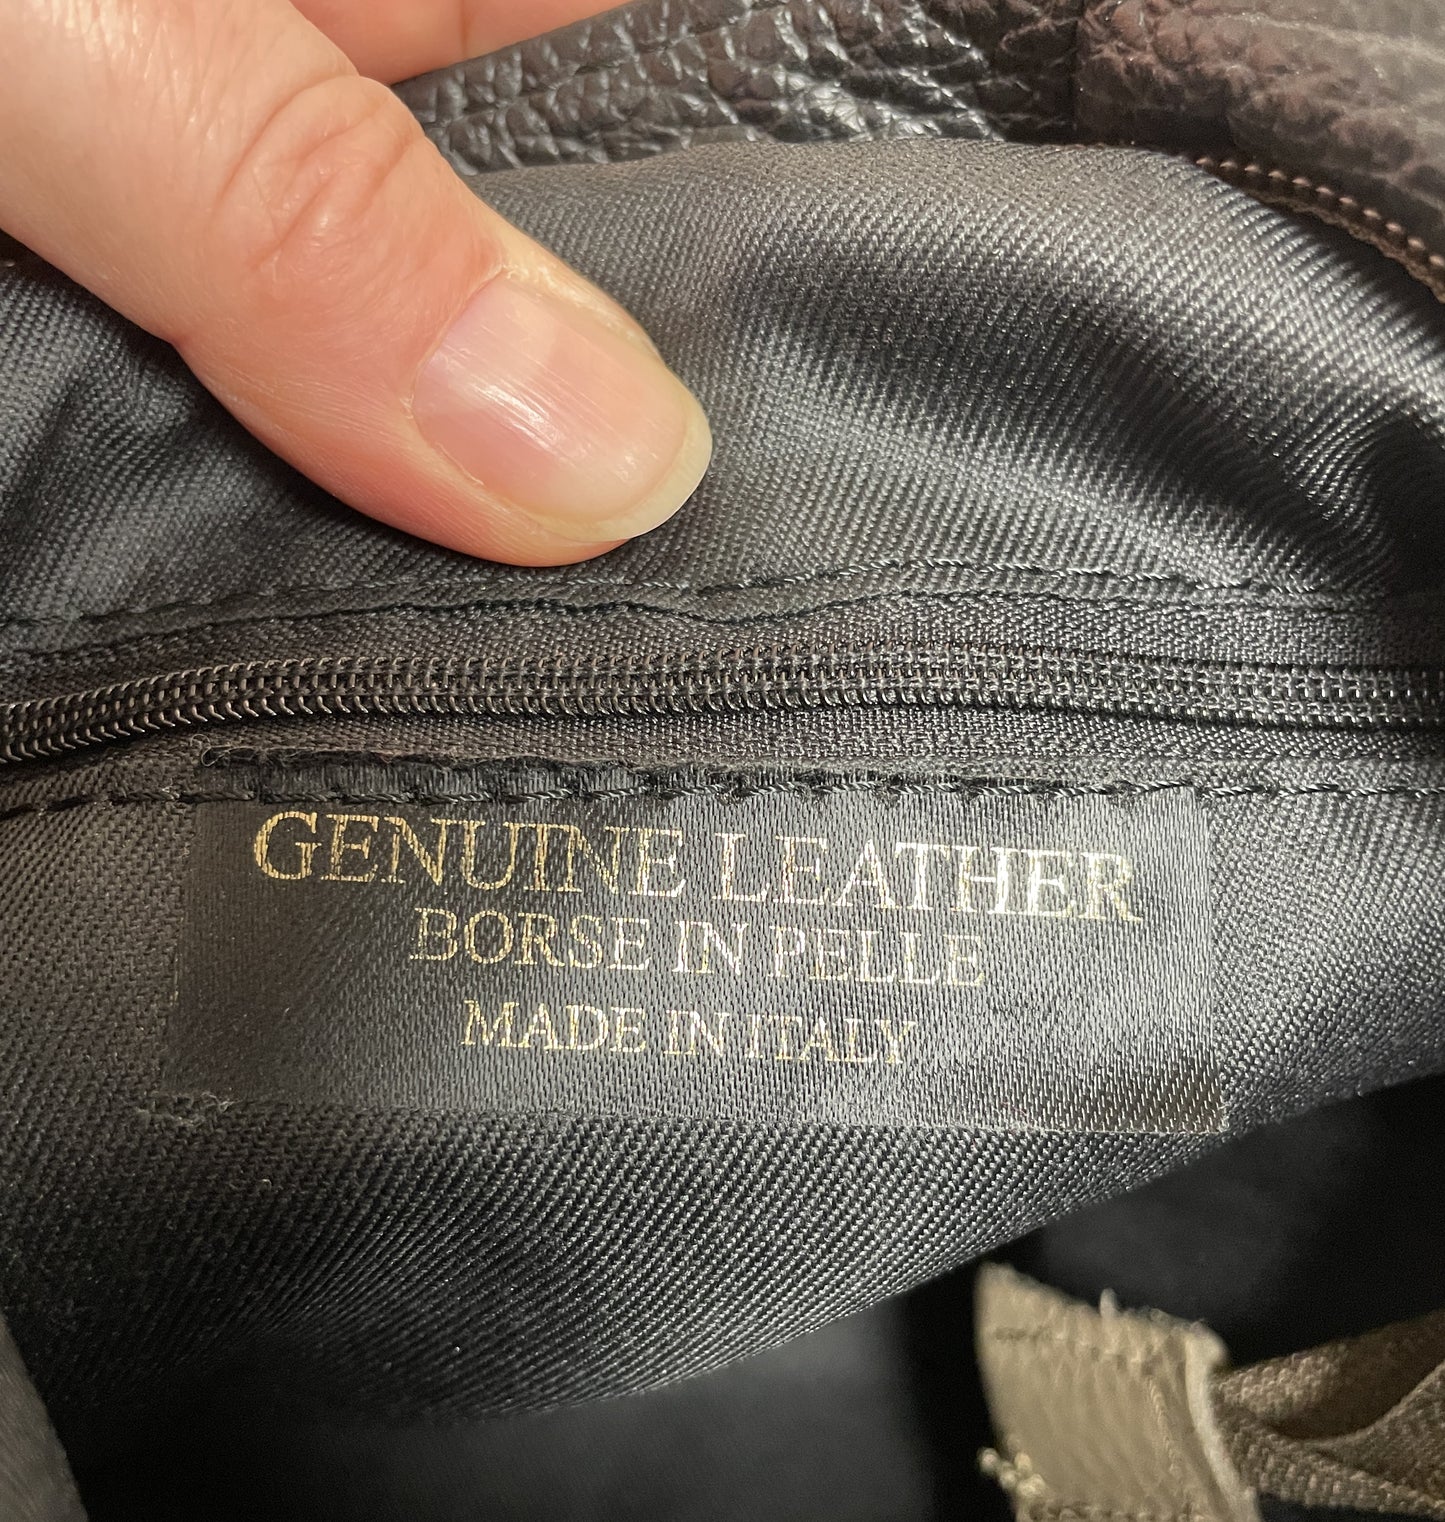 GENUINE LEATHER
BORSE IN PELLE
MADE IN ITALY